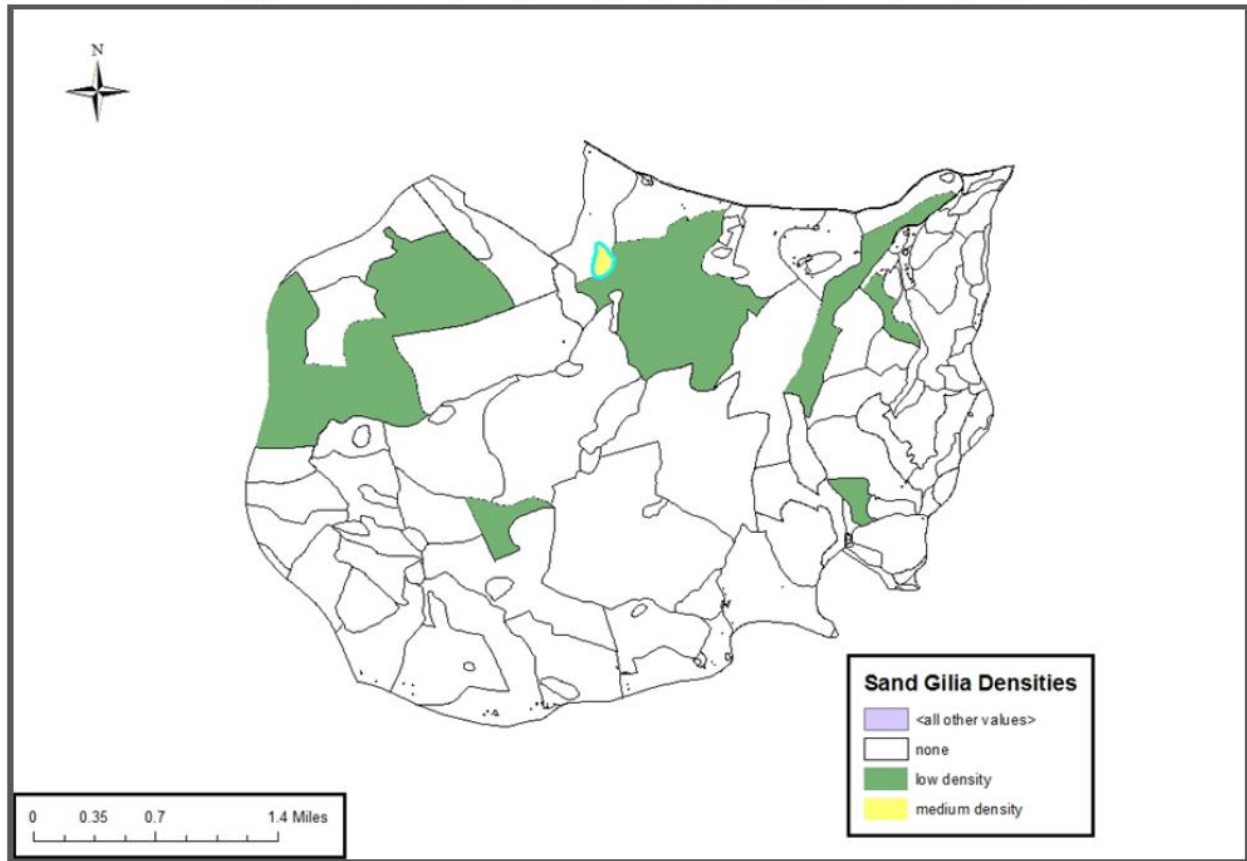 N
Sand Gilia Densities
<all other values>
none
low density
medium density
0 0.35 0.7 1.4 Miles